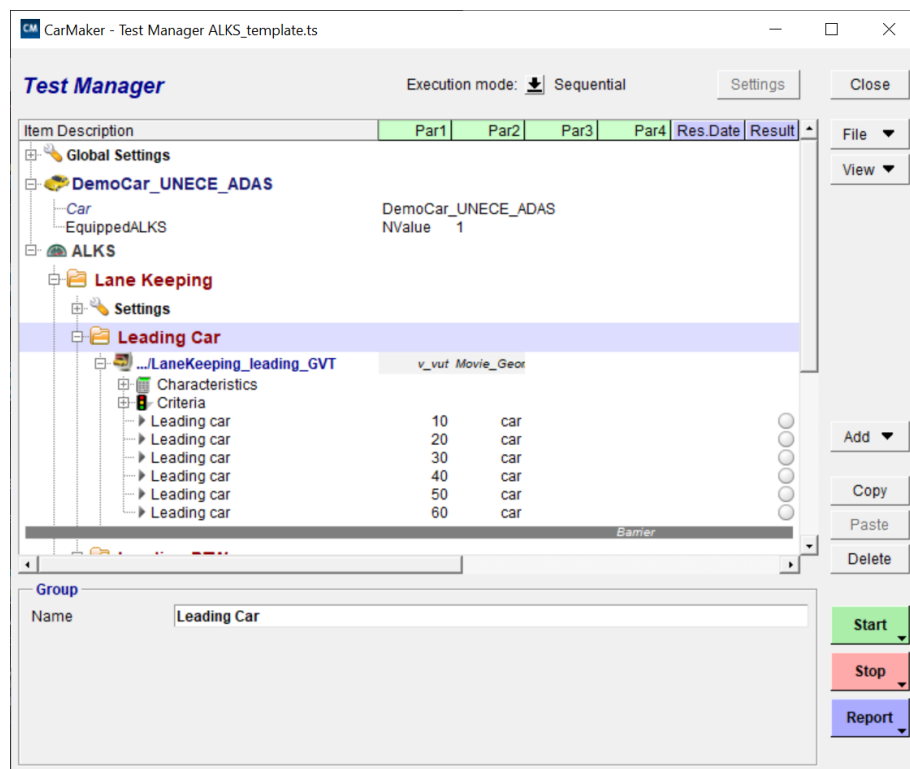 CM CarMaker - Test Manager ALKS_template.ts
Test Manager Execution mode: Sequential Settings Close
Item Description Par1 Par2 Par3 Par4 Res.Date Result
File
View
Global Settings
DemoCar_UNECE_ADAS
Car DemoCar_UNECE_ADAS
EquippedALKS NValue 1
ALKS
Lane Keeping
Settings
Leading Car
.../LaneKeeping_leading_GVT v_vut Movie_Geor
Characteristics
Criteria
Leading car 10 car
Leading car 20 car
Leading car 30 car
Leading car 40 car
Leading car 50 car
Leading car 60 car
Barrier
Add
Copy
Paste
Delete
Group
Name Leading Car
Start
Stop
Report